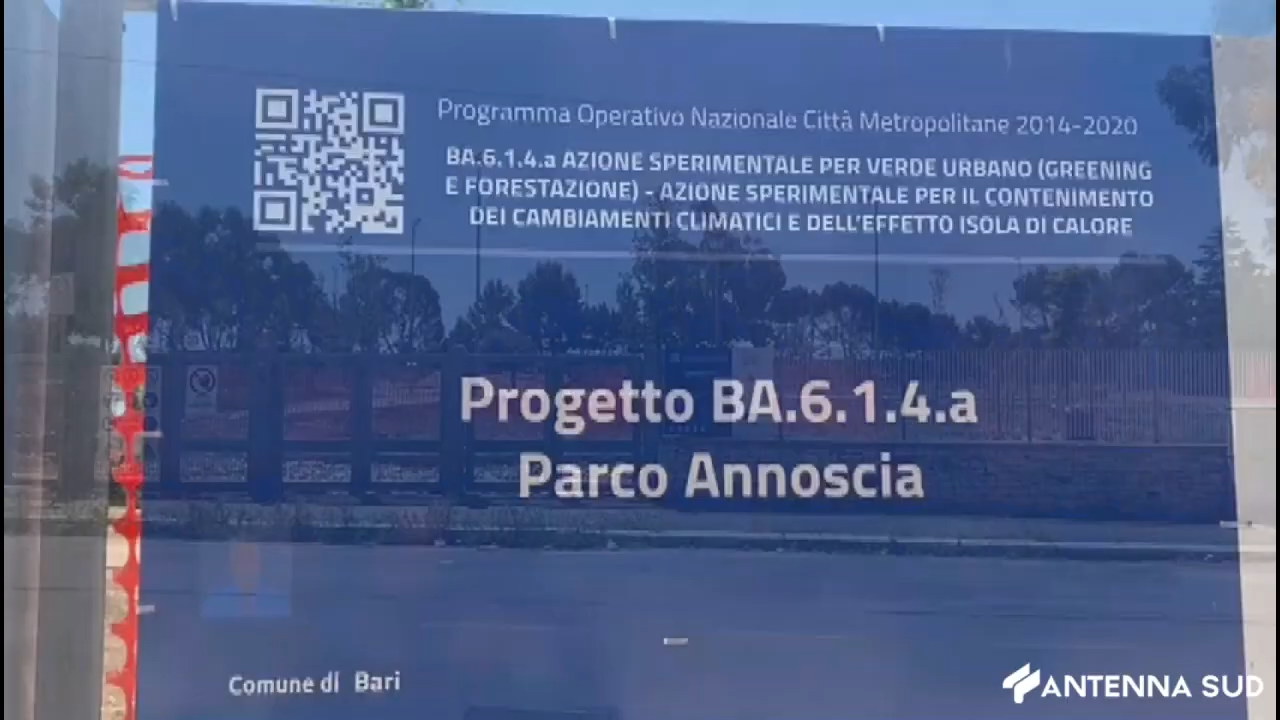 Programma Operativo Nazionale Città Metropolitane 2014-2020
BA.6.1.4.a AZIONE SPERIMENTALE PER VERDE URBANO (GREENING
E FORESTAZIONE) - AZIONE SPERIMENTALE PER IL CONTENIMENTO
DEI CAMBIAMENTI CLIMATICI E DELL'EFFETTO ISOLA DI CALORE
Progetto BA.6.1.4.a
Parco Annoscia
Comune di Bari
ANTENNA SUD